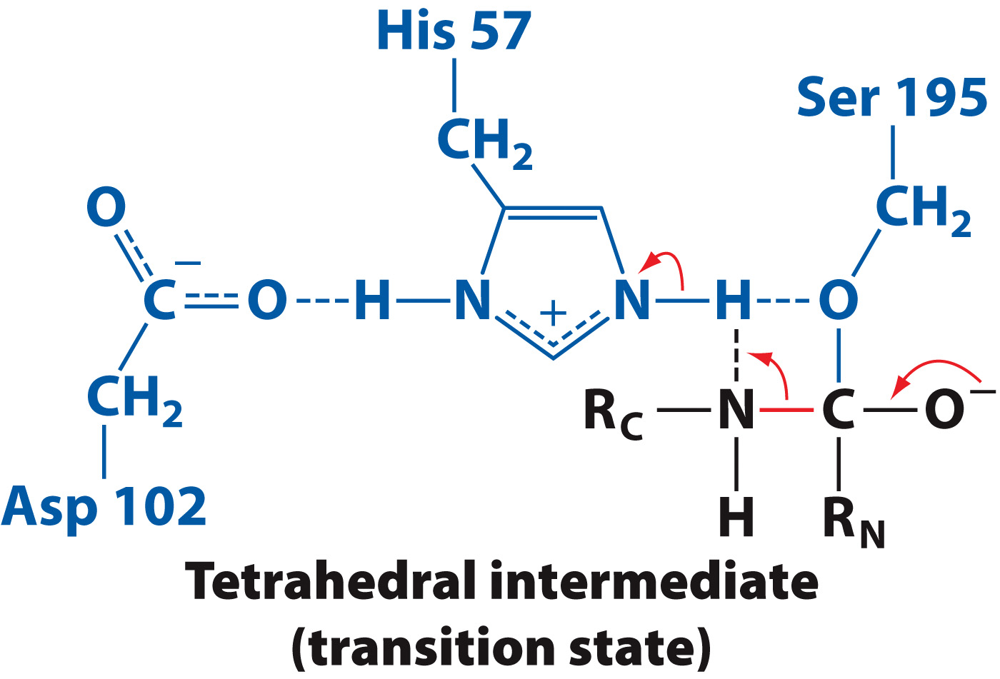 His 57
Ser 195
CH2
O
CH2
C − O H N + N H O
RC N C O−
CH2
Asp 102
H RN
Tetrahedral intermediate
(transition state)